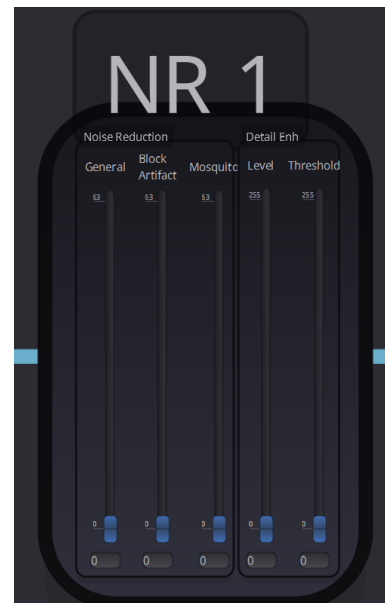 NR 1
Noise Reduction
Detail Enh
General
Block
Artifact
Mosquito
Level
Threshold
63
63
63
255
255
0
0
0
0
0
0
0
0
0
0